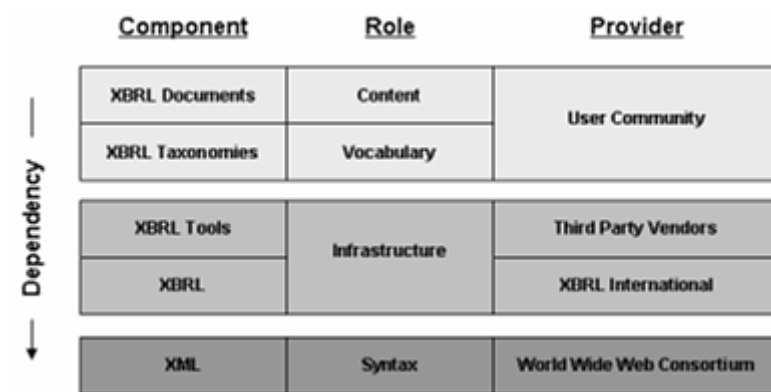 Component Role Provider
XBRL Documents Content
User Community
XBRL Taxonomies Vocabulary
XBRL Tools Third Party Vendors
Infrastructure
XBRL XBRL International
XML Syntax World Wide Web Consortium
Dependency